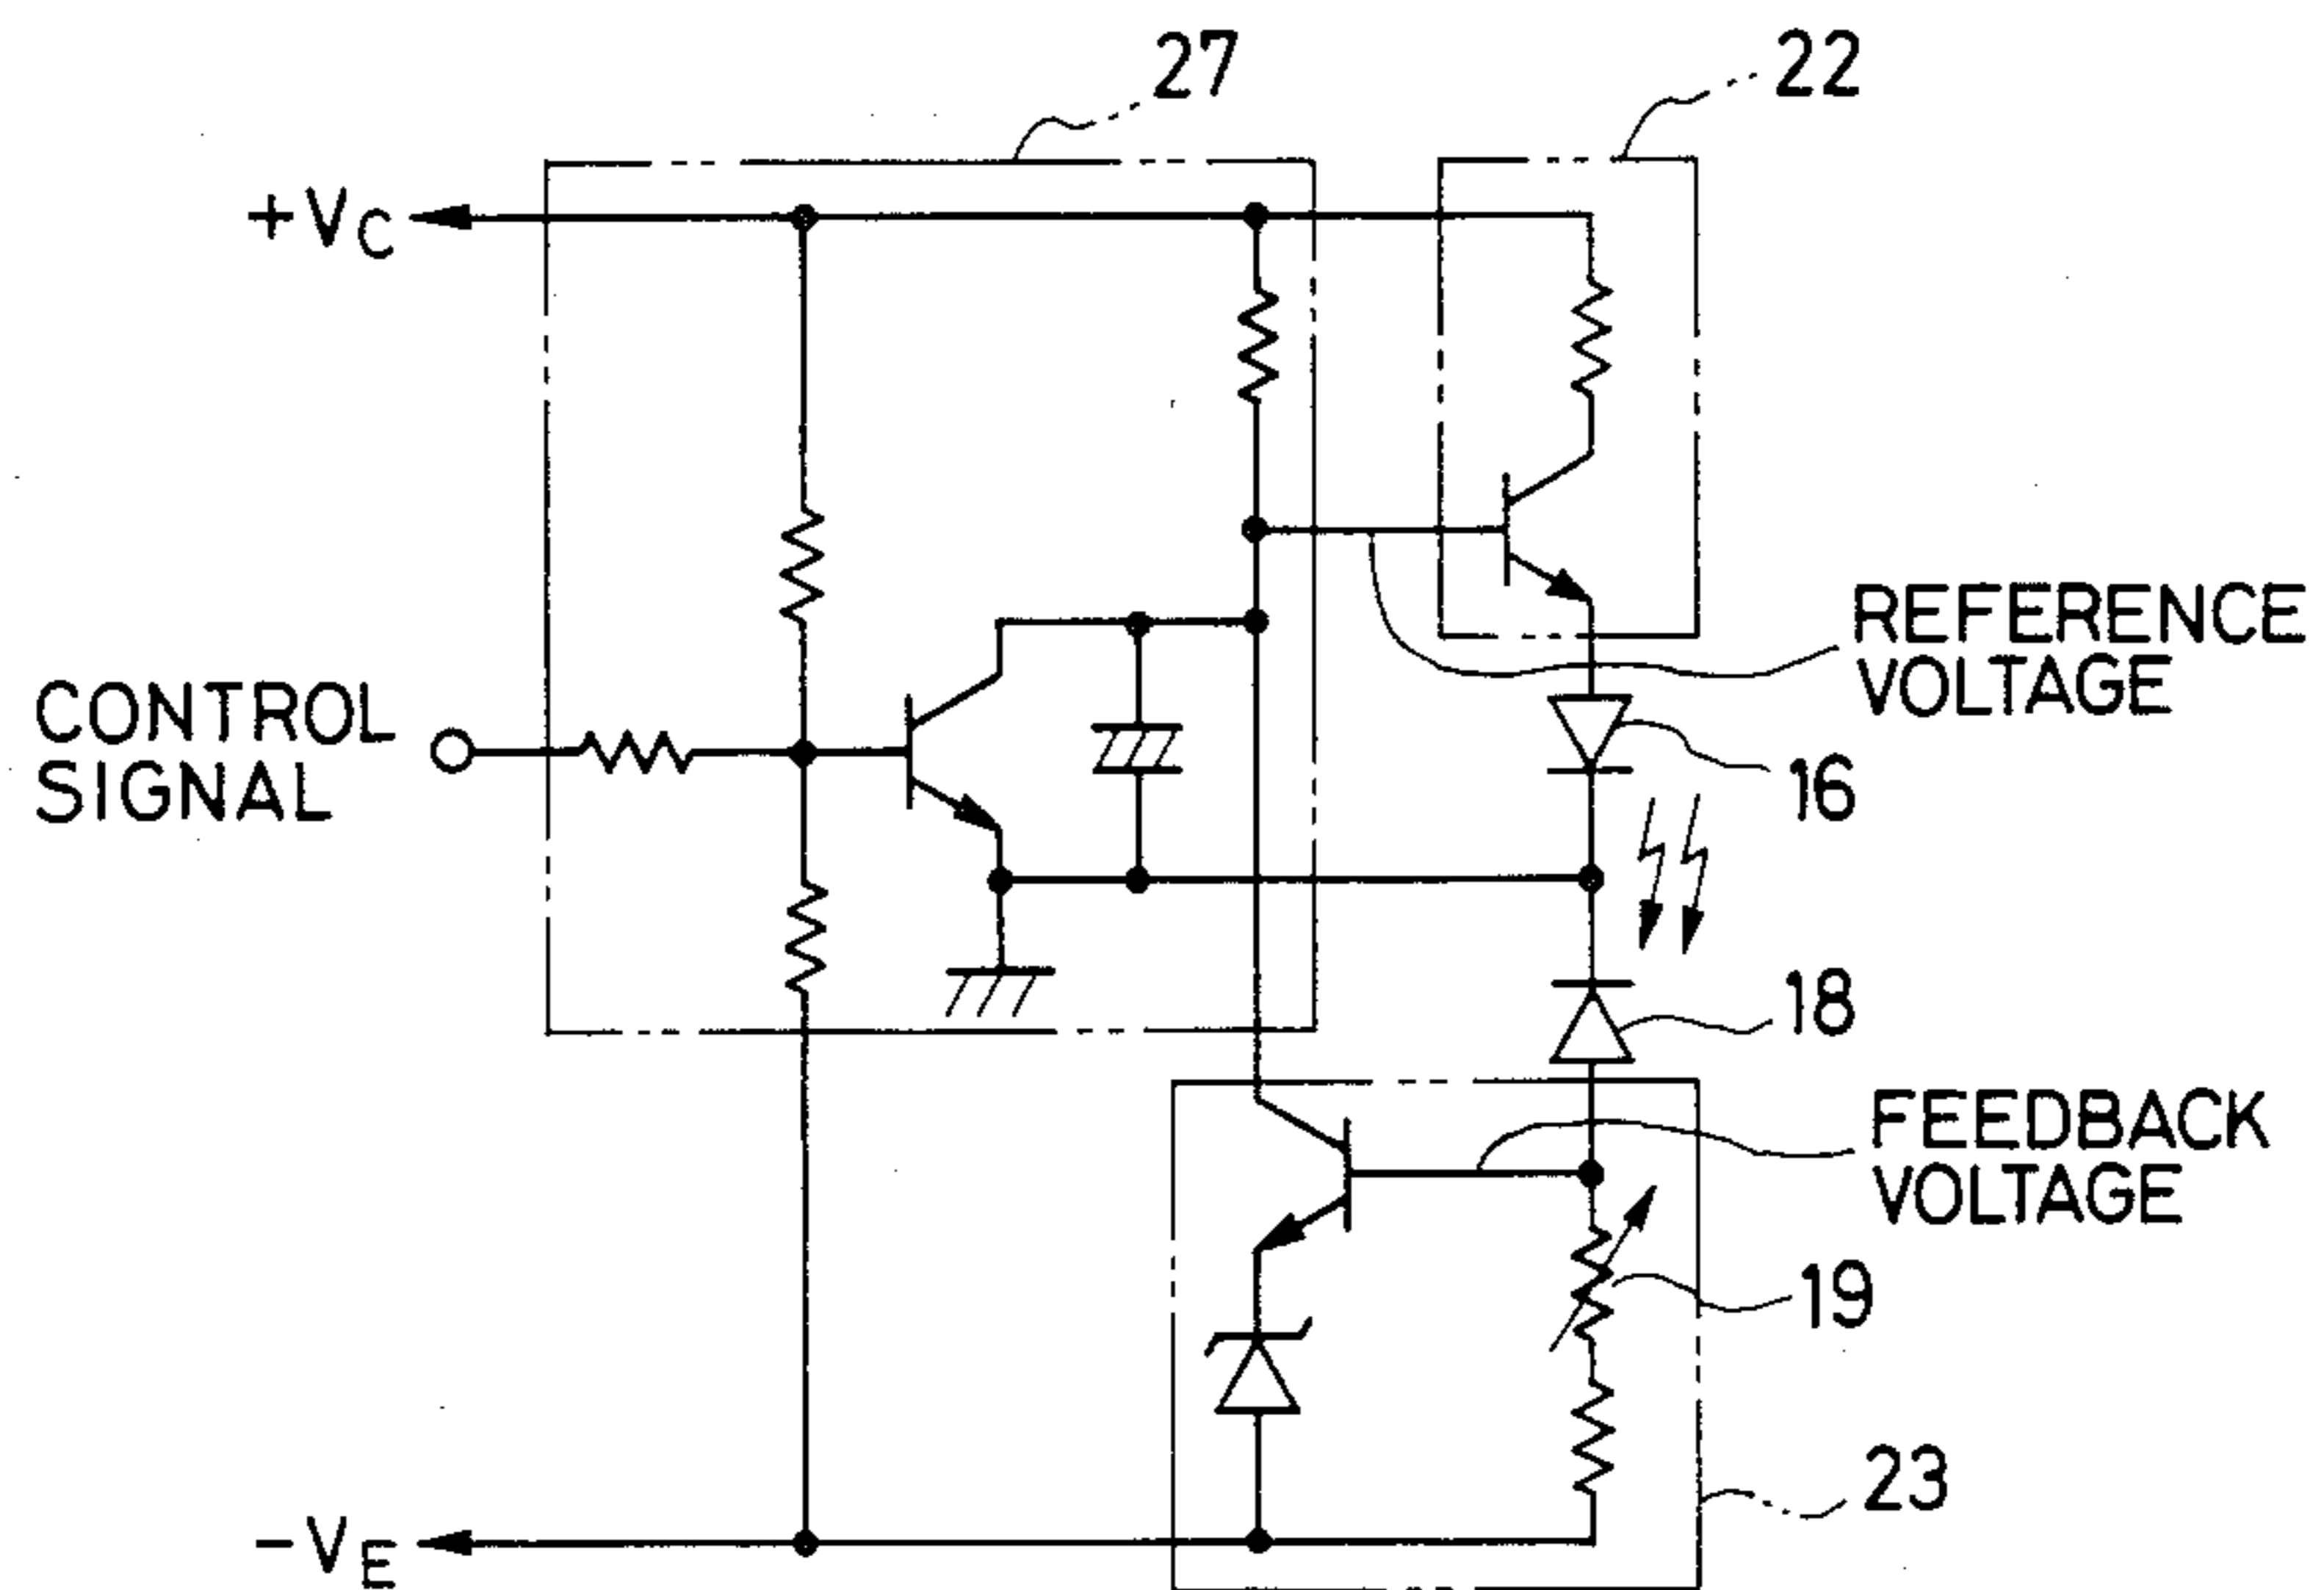 27
22
+VC
REFERENCE
VOLTAGE
CONTROL
SIGNAL
16
18
FEEDBACK
VOLTAGE
19
23
-VE